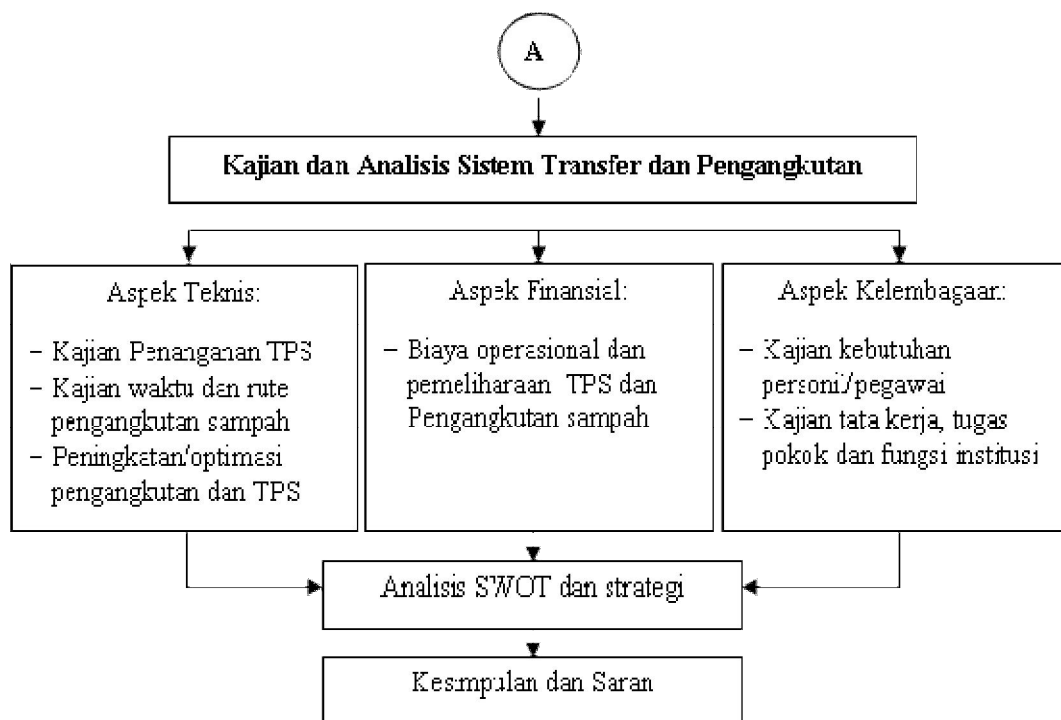 A
Kajian dan Analisis Sistem Transfer dan Pengangkutan
Aspek Teknis:
– Kajian Penanganan TPS
– Kajian waktu dan rute
pengangkutan sampah
– Peningkatan/optimasi
pengangkutan dan TPS
Aspek Finansial:
– Biaya operasional dan
pemeliharaan TPS dan
Pengangkutan sampah
Aspek Kelembagaan:
– Kajian kebutuhan
personil/pegawai
– Kajian tata kerja, tugas
pokok dan fungsi institusi
Analisis SWOT dan strategi
Kesimpulan dan Saran